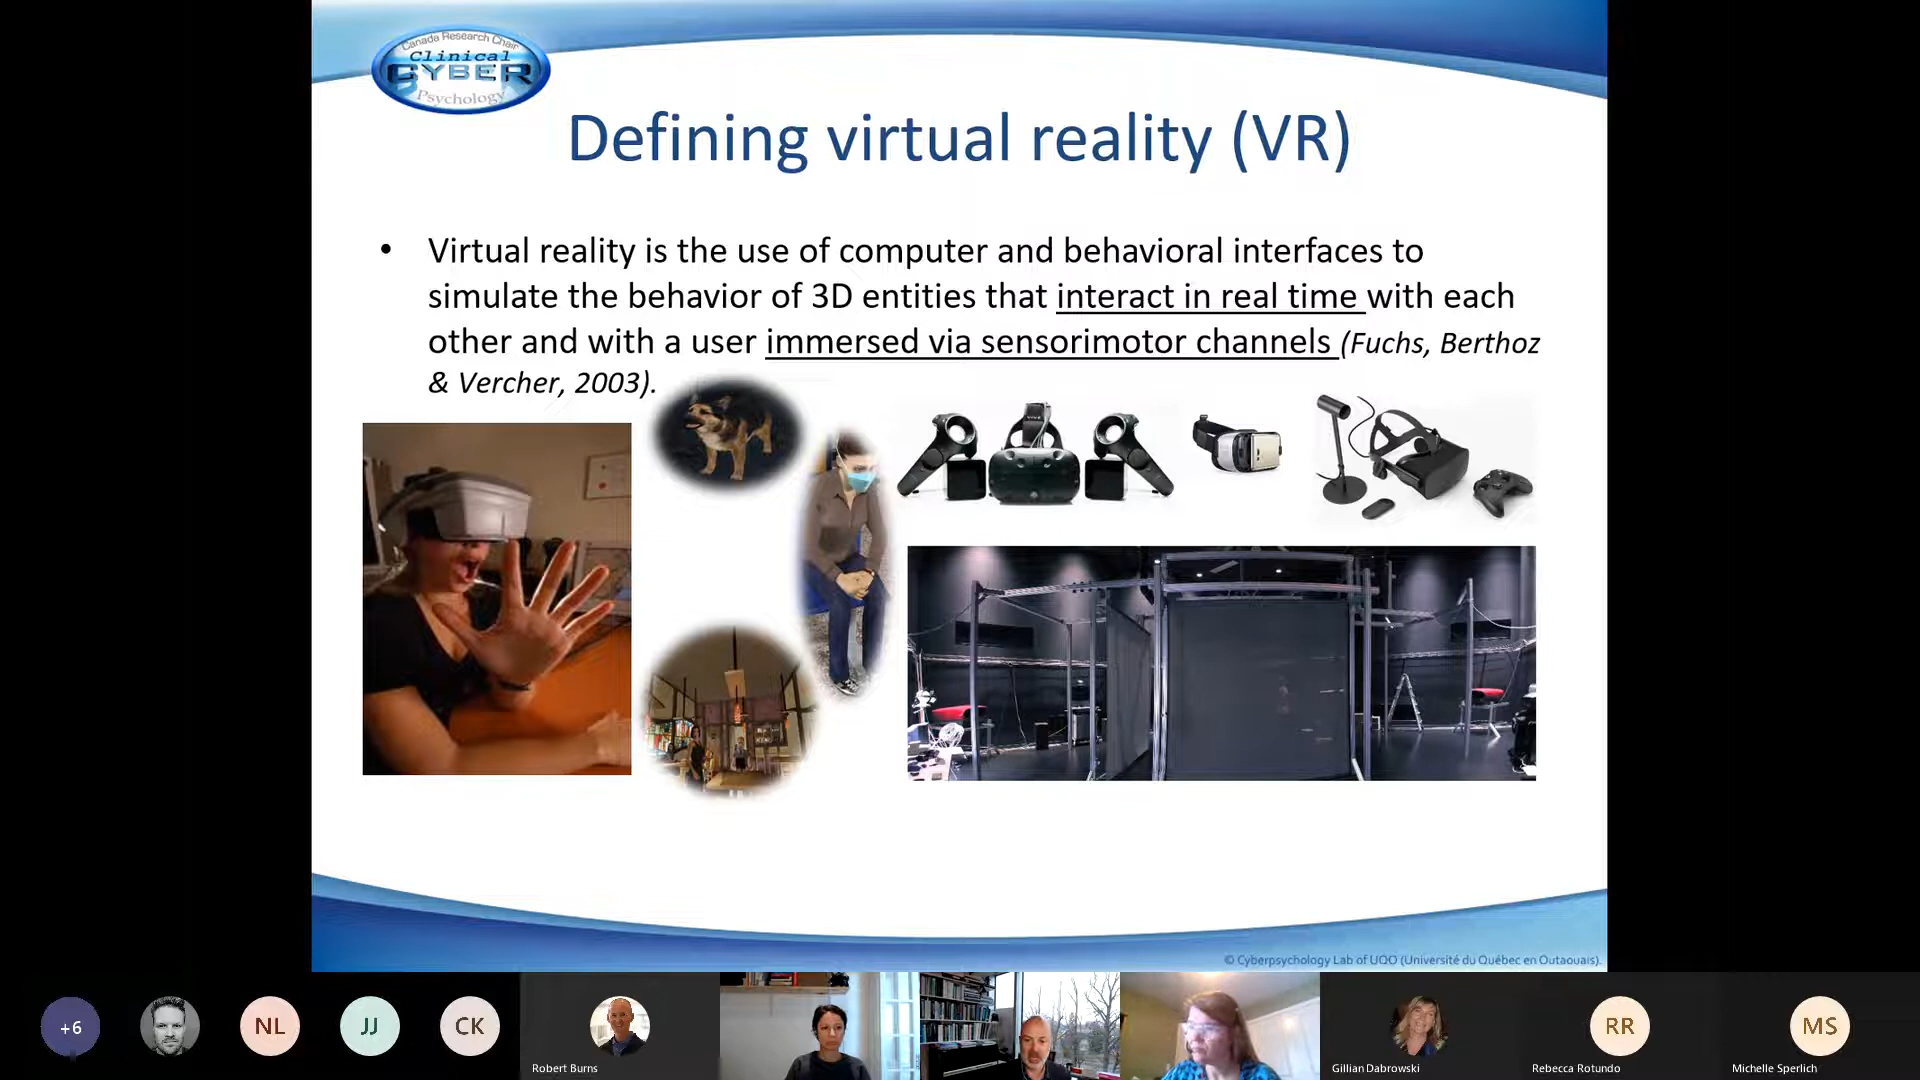 Canada Research Chair
Clinical
CYBER
Psychology
Defining virtual reality (VR)
• Virtual reality is the use of computer and behavioral interfaces to
simulate the behavior of 3D entities that interact in real time with each
other and with a user immersed via sensorimotor channels (Fuchs, Berthoz
& Vercher, 2003).
© Cyberpsychology Lab of UQO (Université du Québec en Outaouais).
+6
NL
JJ
CK
RR
MS
Robert Burns
Gillian Dabrowski
Rebecca Rotundo
Michelle Sperlich